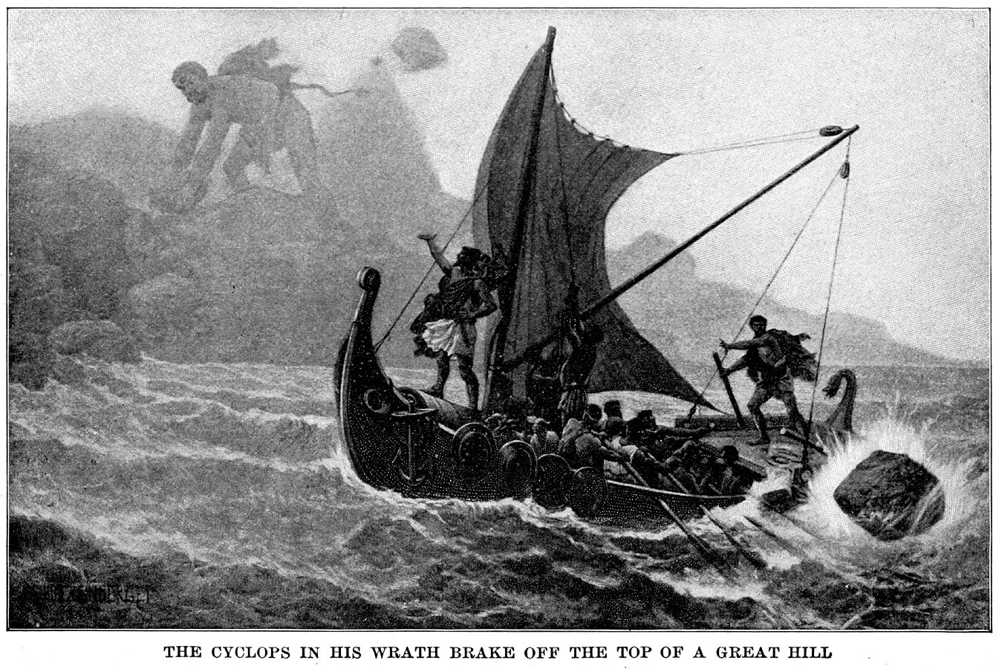 THE CYCLOPS IN HIS WRATH BRAKE OFF THE TOP OF A GREAT HILL